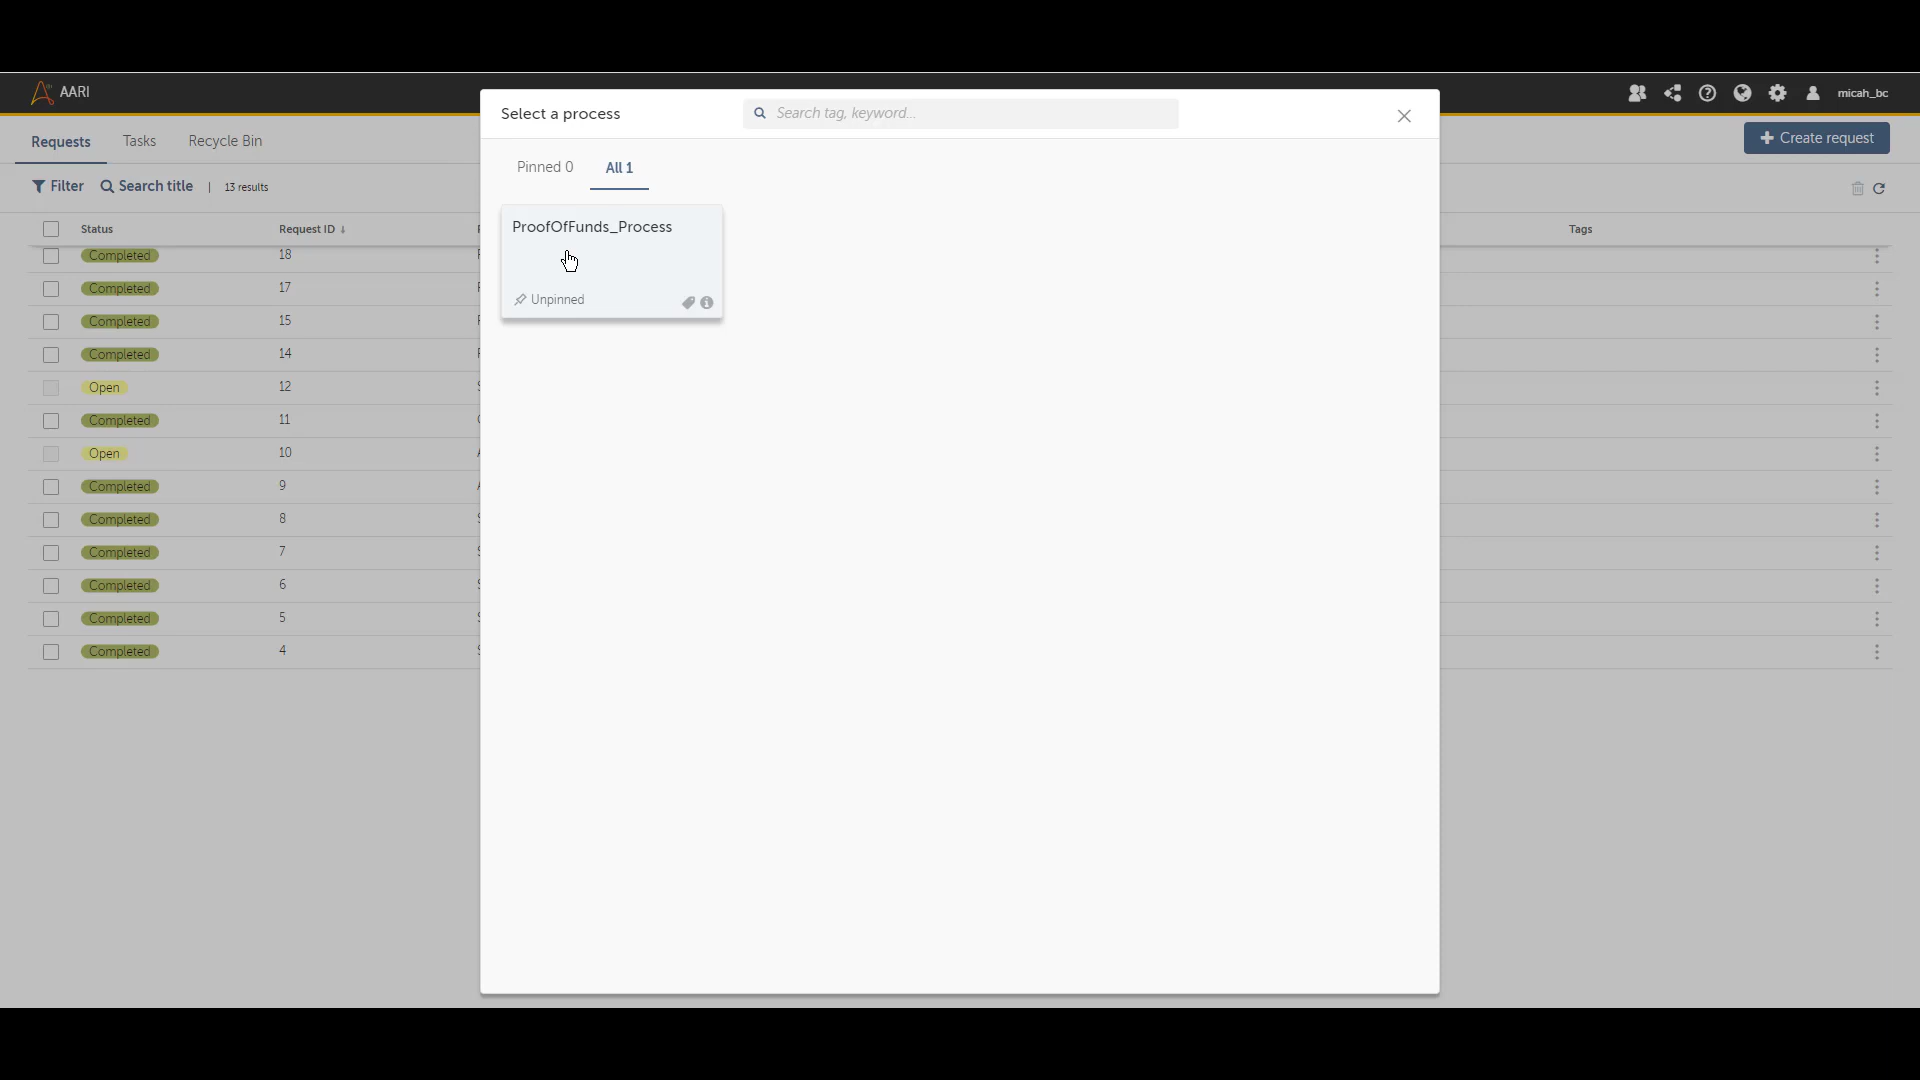 AARI
micah_bc
Select a process
Search tag, keyword...
Requests
Tasks
Recycle Bin
Create request
Pinned 0
All 1
Filter
Search title
|
13 results
Status
Request ID
Tags
ProofOfFunds_Process
Unpinned
Completed 18
Completed 17
Completed 15
Completed 14
Open 12
Completed 11
Open 10
Completed 9
Completed 8
Completed 7
Completed 6
Completed 5
Completed 4